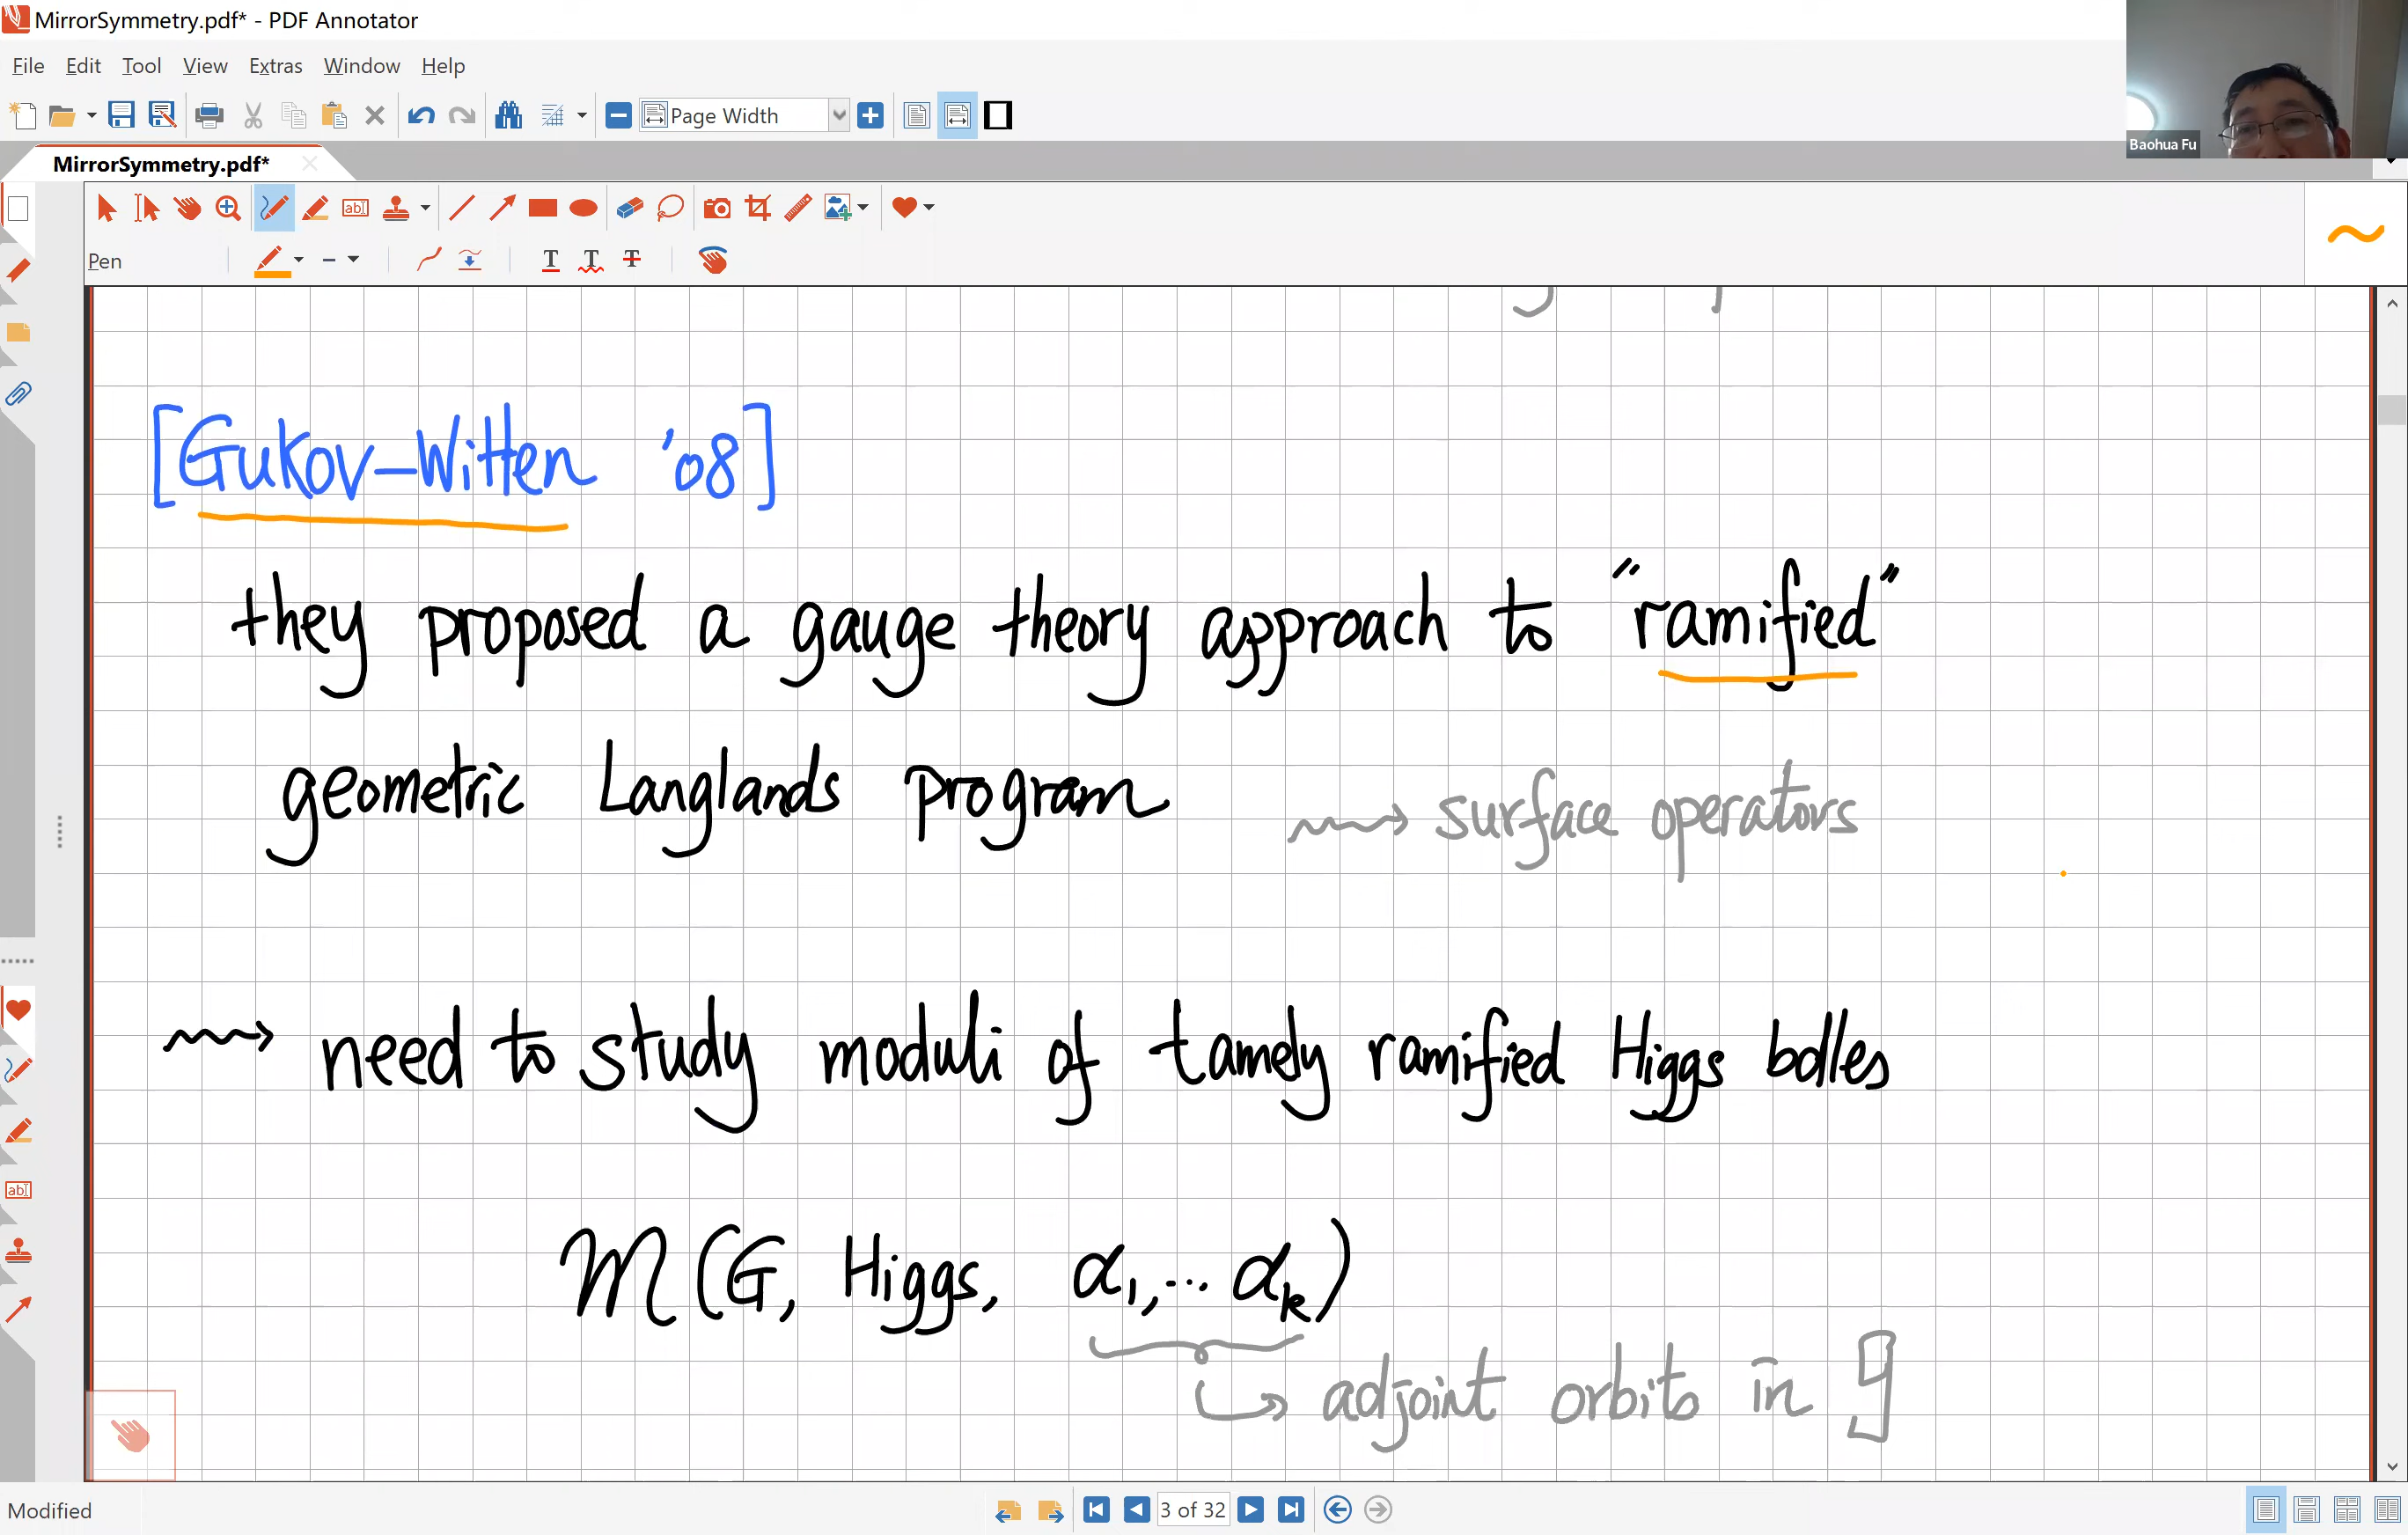 MirrorSymmetry.pdf* - PDF Annotator
File Edit Tool View Extras Window Help
Page Width
Baohua Fu
MirrorSymmetry.pdf*
Pen
[Gukov-Witten '08]
they proposed a gauge theory approach to "ramified"
geometric Langlands program ⇝ surface operators
⇝ need to study moduli of tamely ramified Higgs bdlles
M(G, Higgs, α₁,... αₖ)
↪ adjoint orbits in 𝔤
Modified
3 of 32